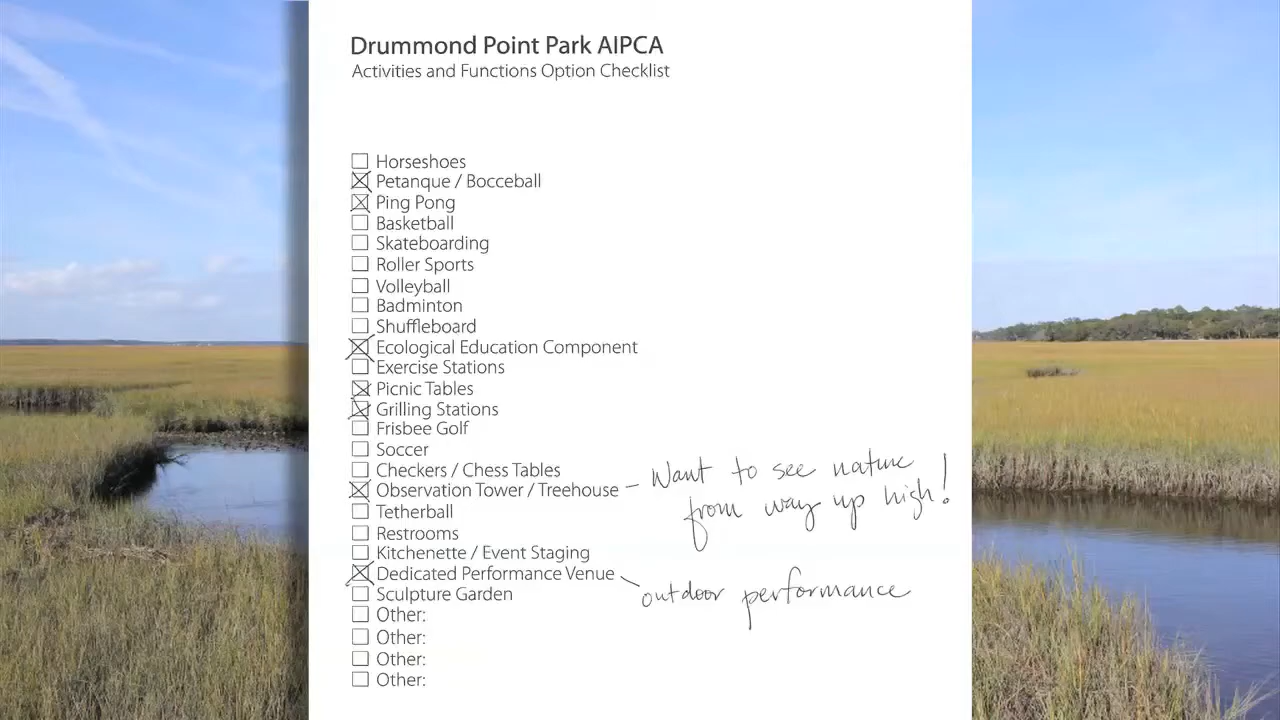 Drummond Point Park AIPCA
Activities and Functions Option Checklist
Horseshoes
Petanque / Bocceball
Ping Pong
Basketball
Skateboarding
Roller Sports
Volleyball
Badminton
Shuffleboard
Ecological Education Component
Exercise Stations
Picnic Tables
Grilling Stations
Frisbee Golf
Soccer
Checkers / Chess Tables
Observation Tower / Treehouse – Want to see nature
from way up high!
Tetherball
Restrooms
Kitchenette / Event Staging
Dedicated Performance Venue
outdoor performance
Sculpture Garden
Other:
Other:
Other:
Other: